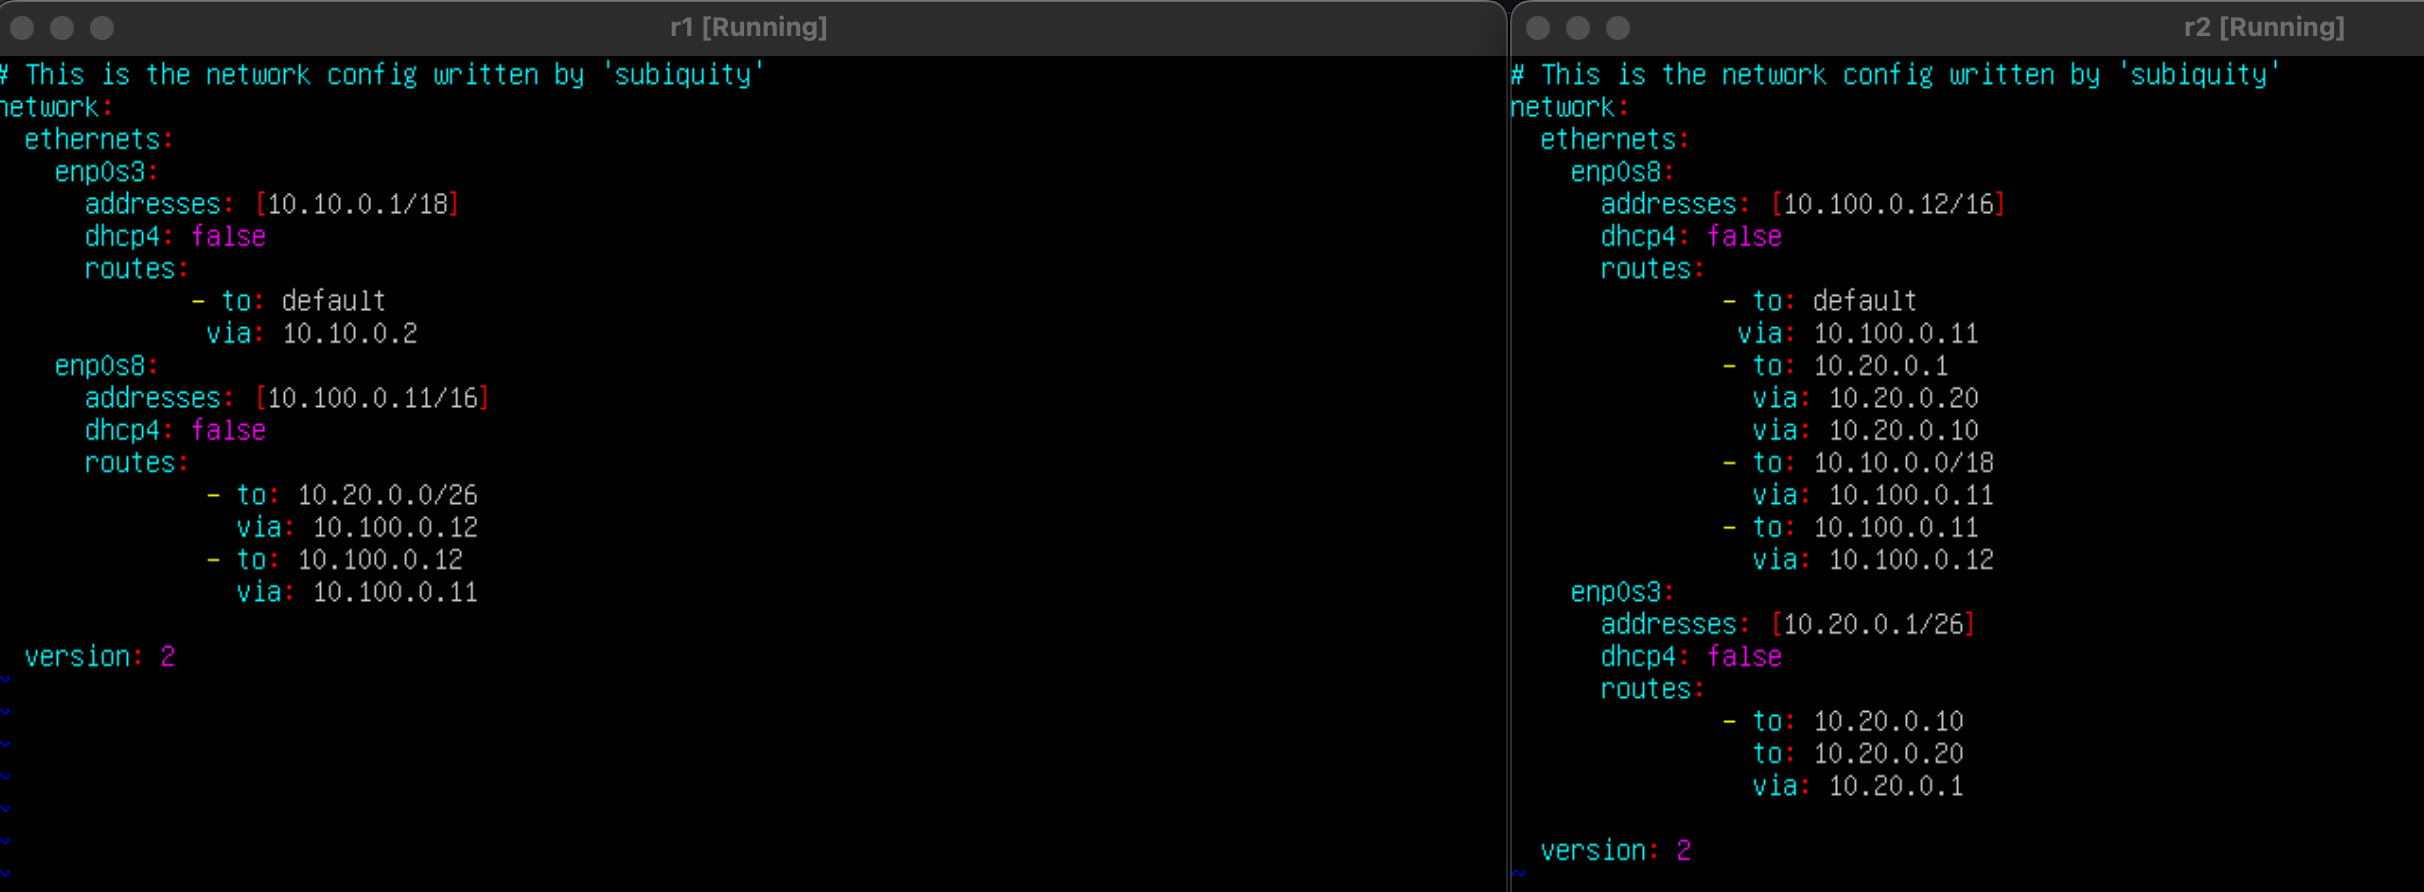 r1 [Running]
# This is the network config written by 'subiquity'
network:
  ethernets:
    enp0s3:
      addresses: [10.10.0.1/18]
      dhcp4: false
      routes:
             - to: default
              via: 10.10.0.2
    enp0s8:
      addresses: [10.100.0.11/16]
      dhcp4: false
      routes:
              - to: 10.20.0.0/26
                via: 10.100.0.12
              - to: 10.100.0.12
                via: 10.100.0.11
  version: 2
~
~
~
~
~
~
~
r2 [Running]
# This is the network config written by 'subiquity'
network:
  ethernets:
    enp0s8:
      addresses: [10.100.0.12/16]
      dhcp4: false
      routes:
              - to: default
               via: 10.100.0.11
              - to: 10.20.0.1
                via: 10.20.0.20
                via: 10.20.0.10
              - to: 10.10.0.0/18
                via: 10.100.0.11
              - to: 10.100.0.11
                via: 10.100.0.12
    enp0s3:
      addresses: [10.20.0.1/26]
      dhcp4: false
      routes:
              - to: 10.20.0.10
                to: 10.20.0.20
                via: 10.20.0.1
  version: 2
~